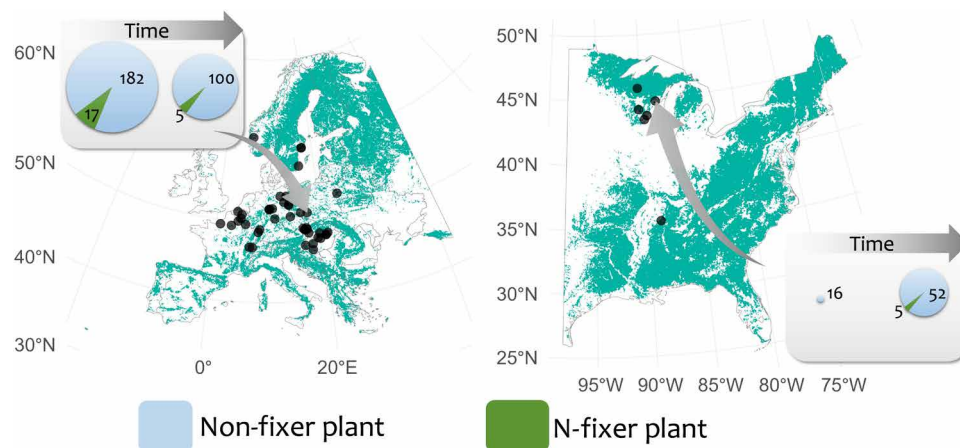 Time
182
17
100
5
60°N
50°N
40°N
30°N
0°
20°E
50°N
45°N
40°N
35°N
30°N
25°N
95°W
90°W
85°W
80°W
75°W
Time
16
52
5
Non-fixer plant
N-fixer plant